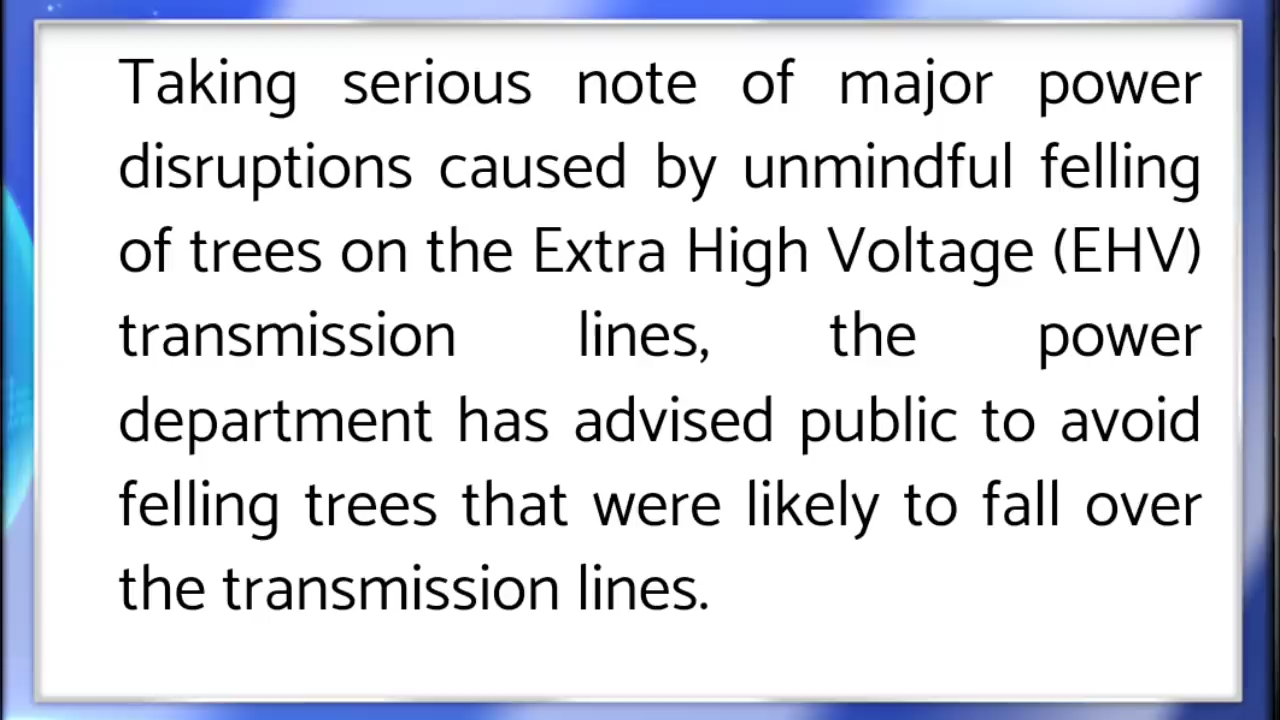 Taking serious note of major power
disruptions caused by unmindful felling
of trees on the Extra High Voltage (EHV)
transmission lines, the power
department has advised public to avoid
felling trees that were likely to fall over
the transmission lines.